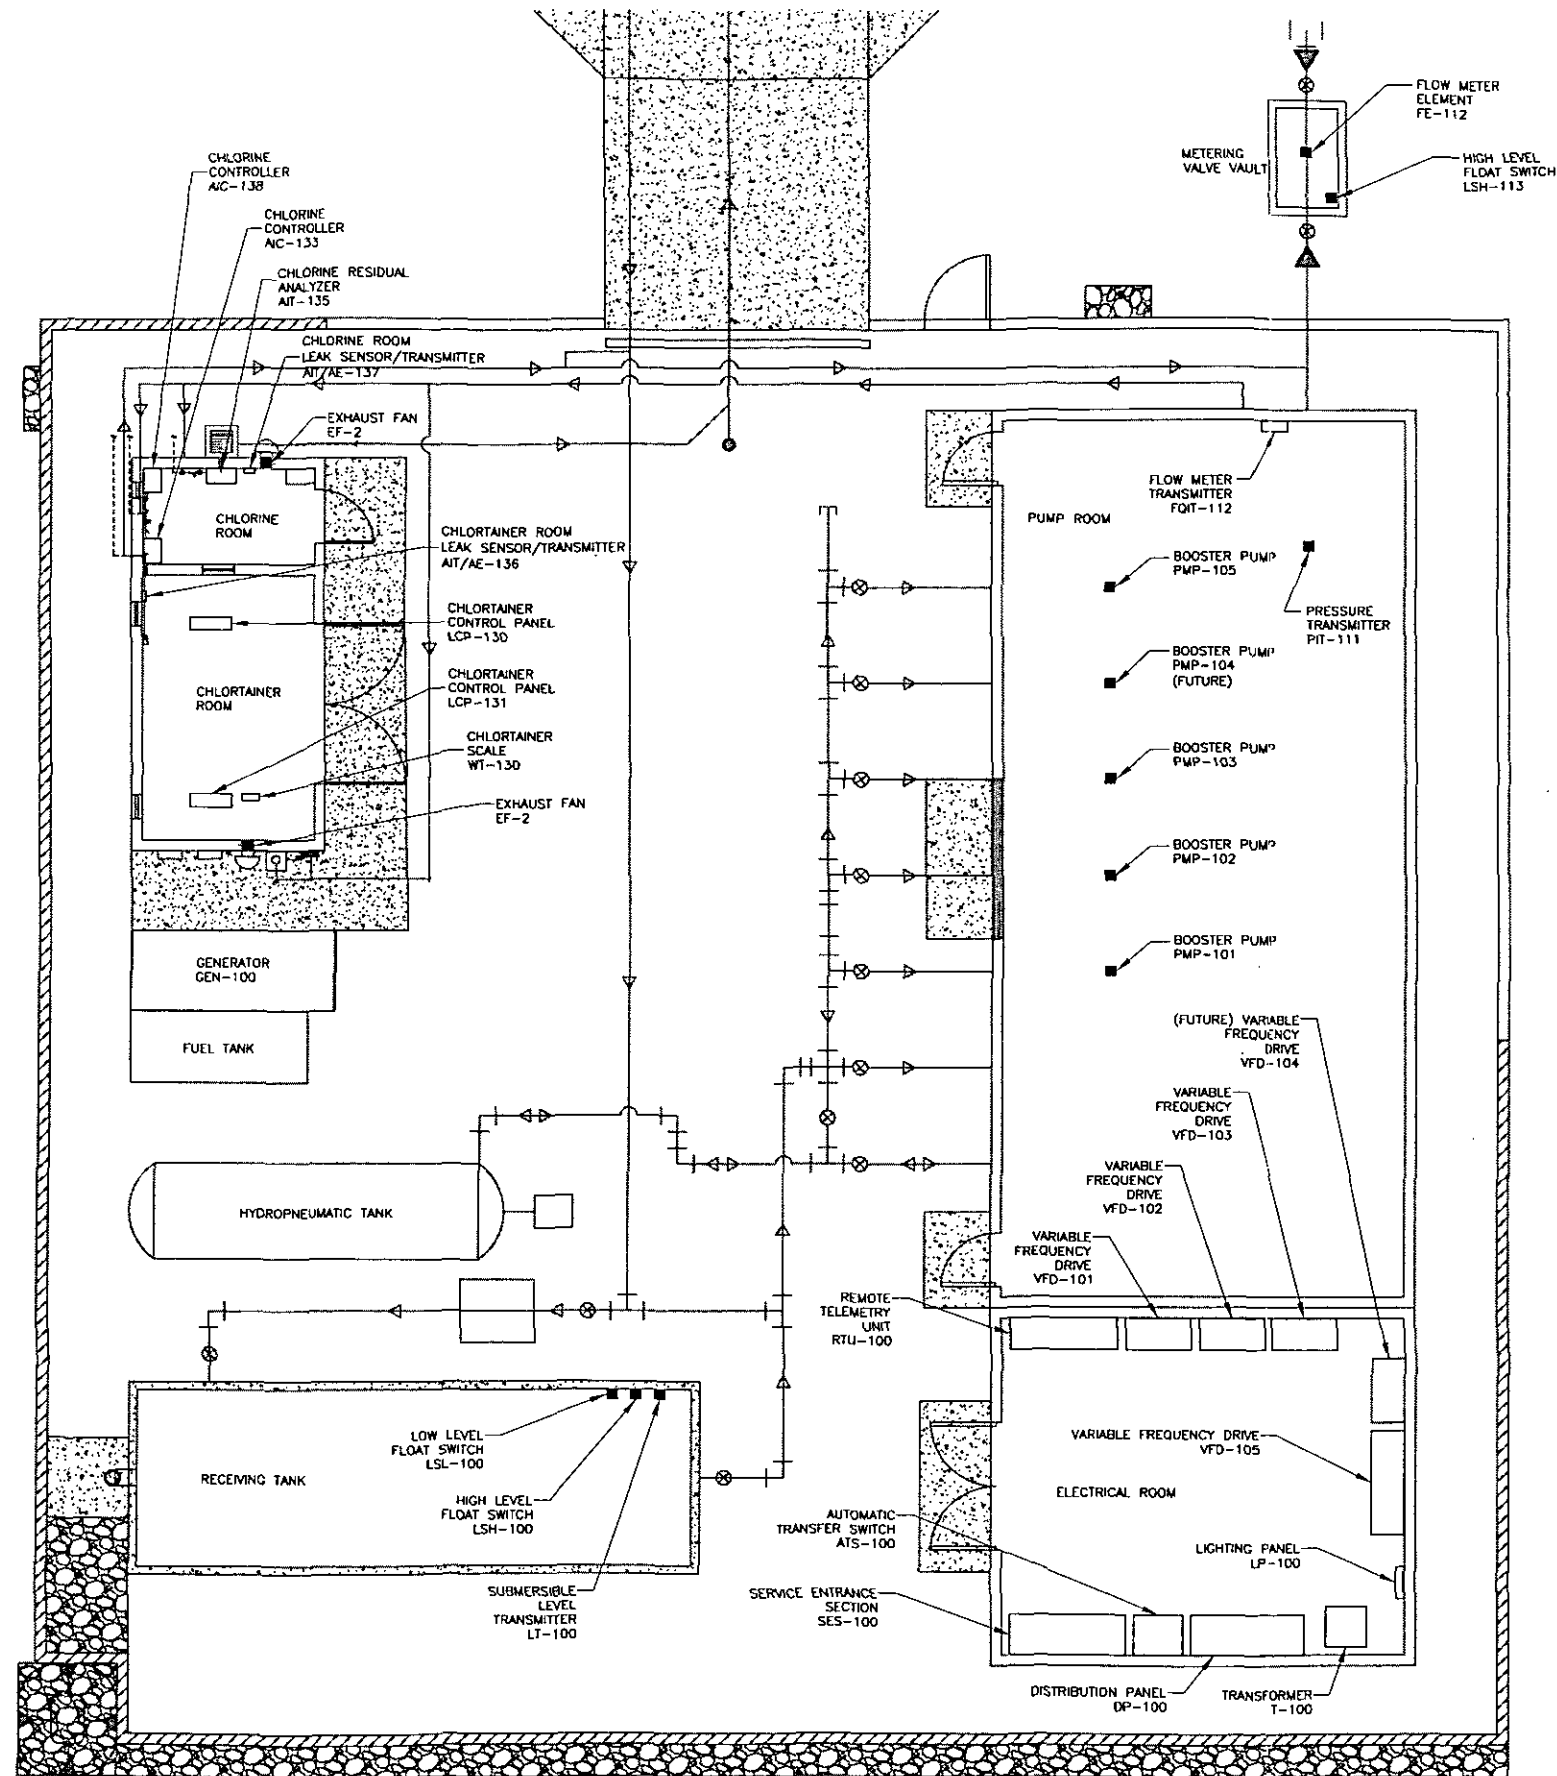 FLOW METER
ELEMENT
FE-112
METERING
VALVE VAULT
HIGH LEVEL
FLOAT SWITCH
LSH-113
CHLORINE
CONTROLLER
AIC-138
CHLORINE
CONTROLLER
AIC-133
CHLORINE RESIDUAL
ANALYZER
AIT-135
CHLORINE ROOM
LEAK SENSOR/TRANSMITTER
AIT/AE-137
EXHAUST FAN
EF-2
CHLORINE
ROOM
CHLORTAINER ROOM
LEAK SENSOR/TRANSMITTER
AIT/AE-136
CHLORTAINER
CONTROL PANEL
LCP-130
CHLORTAINER
ROOM
CHLORTAINER
CONTROL PANEL
LCP-131
CHLORTAINER
SCALE
WT-130
EXHAUST FAN
EF-2
GENERATOR
GEN-100
FUEL TANK
FLOW METER
TRANSMITTER
FQIT-112
PUMP ROOM
BOOSTER PUMP
PMP-105
PRESSURE
TRANSMITTER
PIT-111
BOOSTER PUMP
PMP-104
(FUTURE)
BOOSTER PUMP
PMP-103
BOOSTER PUMP
PMP-102
BOOSTER PUMP
PMP-101
(FUTURE) VARIABLE
FREQUENCY
DRIVE
VFD-104
VARIABLE
FREQUENCY
DRIVE
VFD-103
VARIABLE
FREQUENCY
DRIVE
VFD-102
VARIABLE
FREQUENCY
DRIVE
VFD-101
HYDROPNEUMATIC TANK
REMOTE
TELEMETRY
UNIT
RTU-100
LOW LEVEL
FLOAT SWITCH
LSL-100
RECEIVING TANK
HIGH LEVEL
FLOAT SWITCH
LSH-100
SUBMERSIBLE
LEVEL
TRANSMITTER
LT-100
VARIABLE FREQUENCY DRIVE
VFD-105
ELECTRICAL ROOM
AUTOMATIC
TRANSFER SWITCH
ATS-100
LIGHTING PANEL
LP-100
SERVICE ENTRANCE
SECTION
SES-100
DISTRIBUTION PANEL
DP-100
TRANSFORMER
T-100